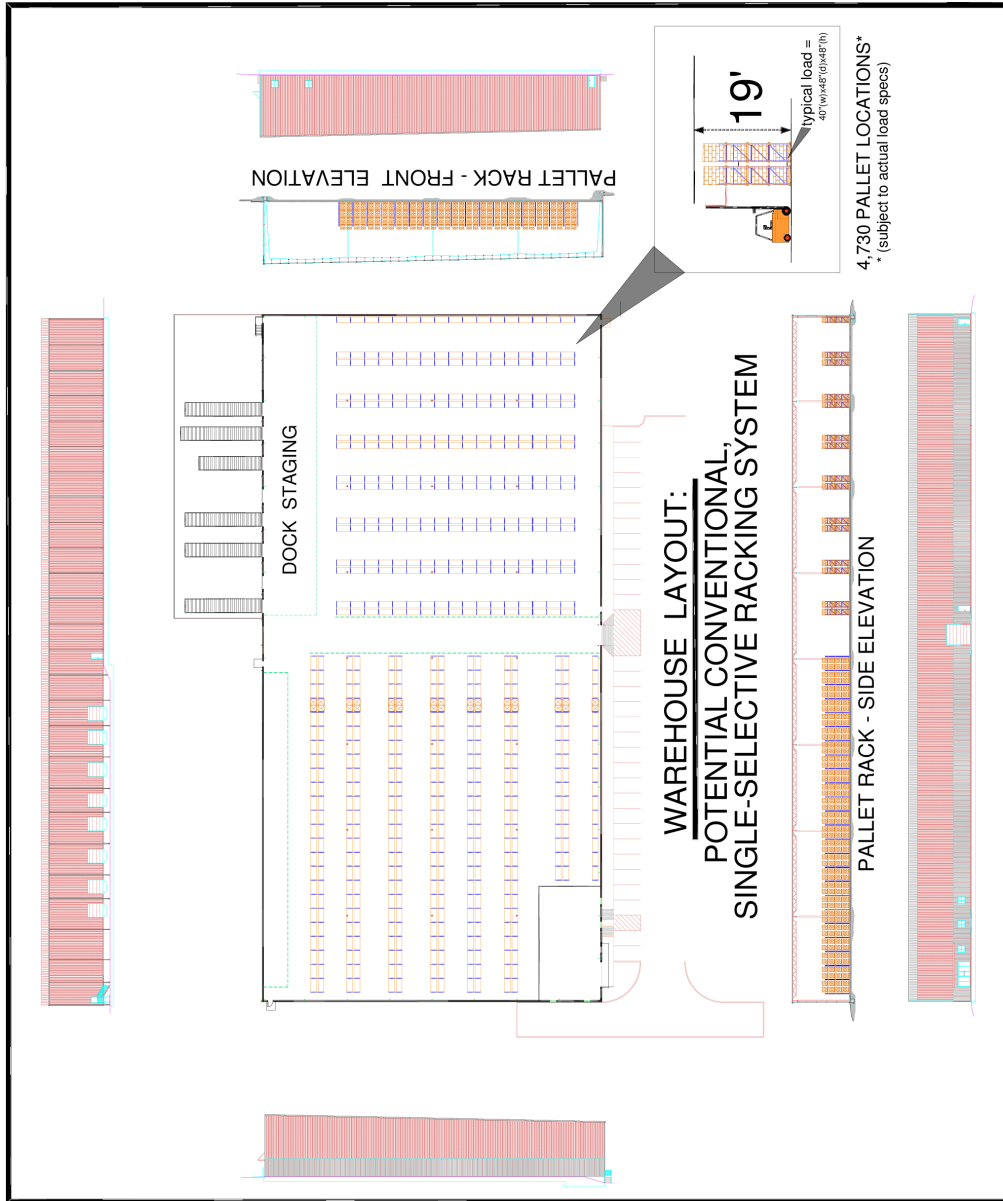 PALLET RACK - FRONT ELEVATION
19'
typical load =
40"(w)x48"(d)x48"(h)
4,730 PALLET LOCATIONS*
* (subject to actual load specs)
DOCK STAGING
WAREHOUSE LAYOUT:
POTENTIAL CONVENTIONAL,
SINGLE-SELECTIVE RACKING SYSTEM
PALLET RACK - SIDE ELEVATION